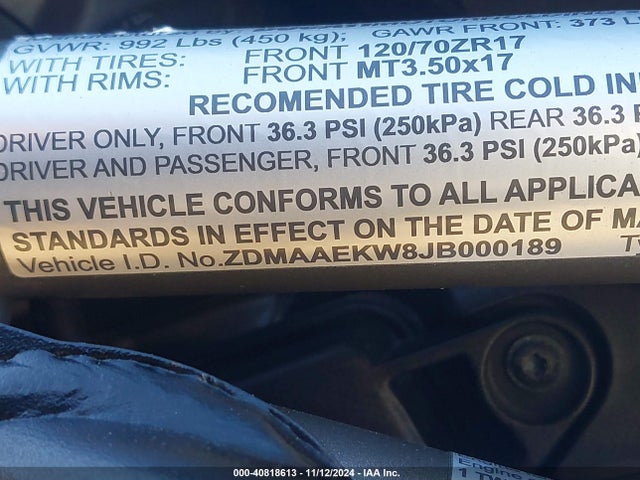 GVWR: 992 Lbs (450 kg); GAWR FRONT: 373 L
WITH TIRES: FRONT 120/70ZR17
WITH RIMS: FRONT MT3.50x17
RECOMENDED TIRE COLD IN
DRIVER ONLY, FRONT 36.3 PSI (250kPa) REAR 36.3 P
DRIVER AND PASSENGER, FRONT 36.3 PSI (250kPa)
THIS VEHICLE CONFORMS TO ALL APPLICA
STANDARDS IN EFFECT ON THE DATE OF MA
Vehicle I.D. No.ZDMAAEKW8JB000189 
000-40818613 - 11/12/2024 - IAA Inc.